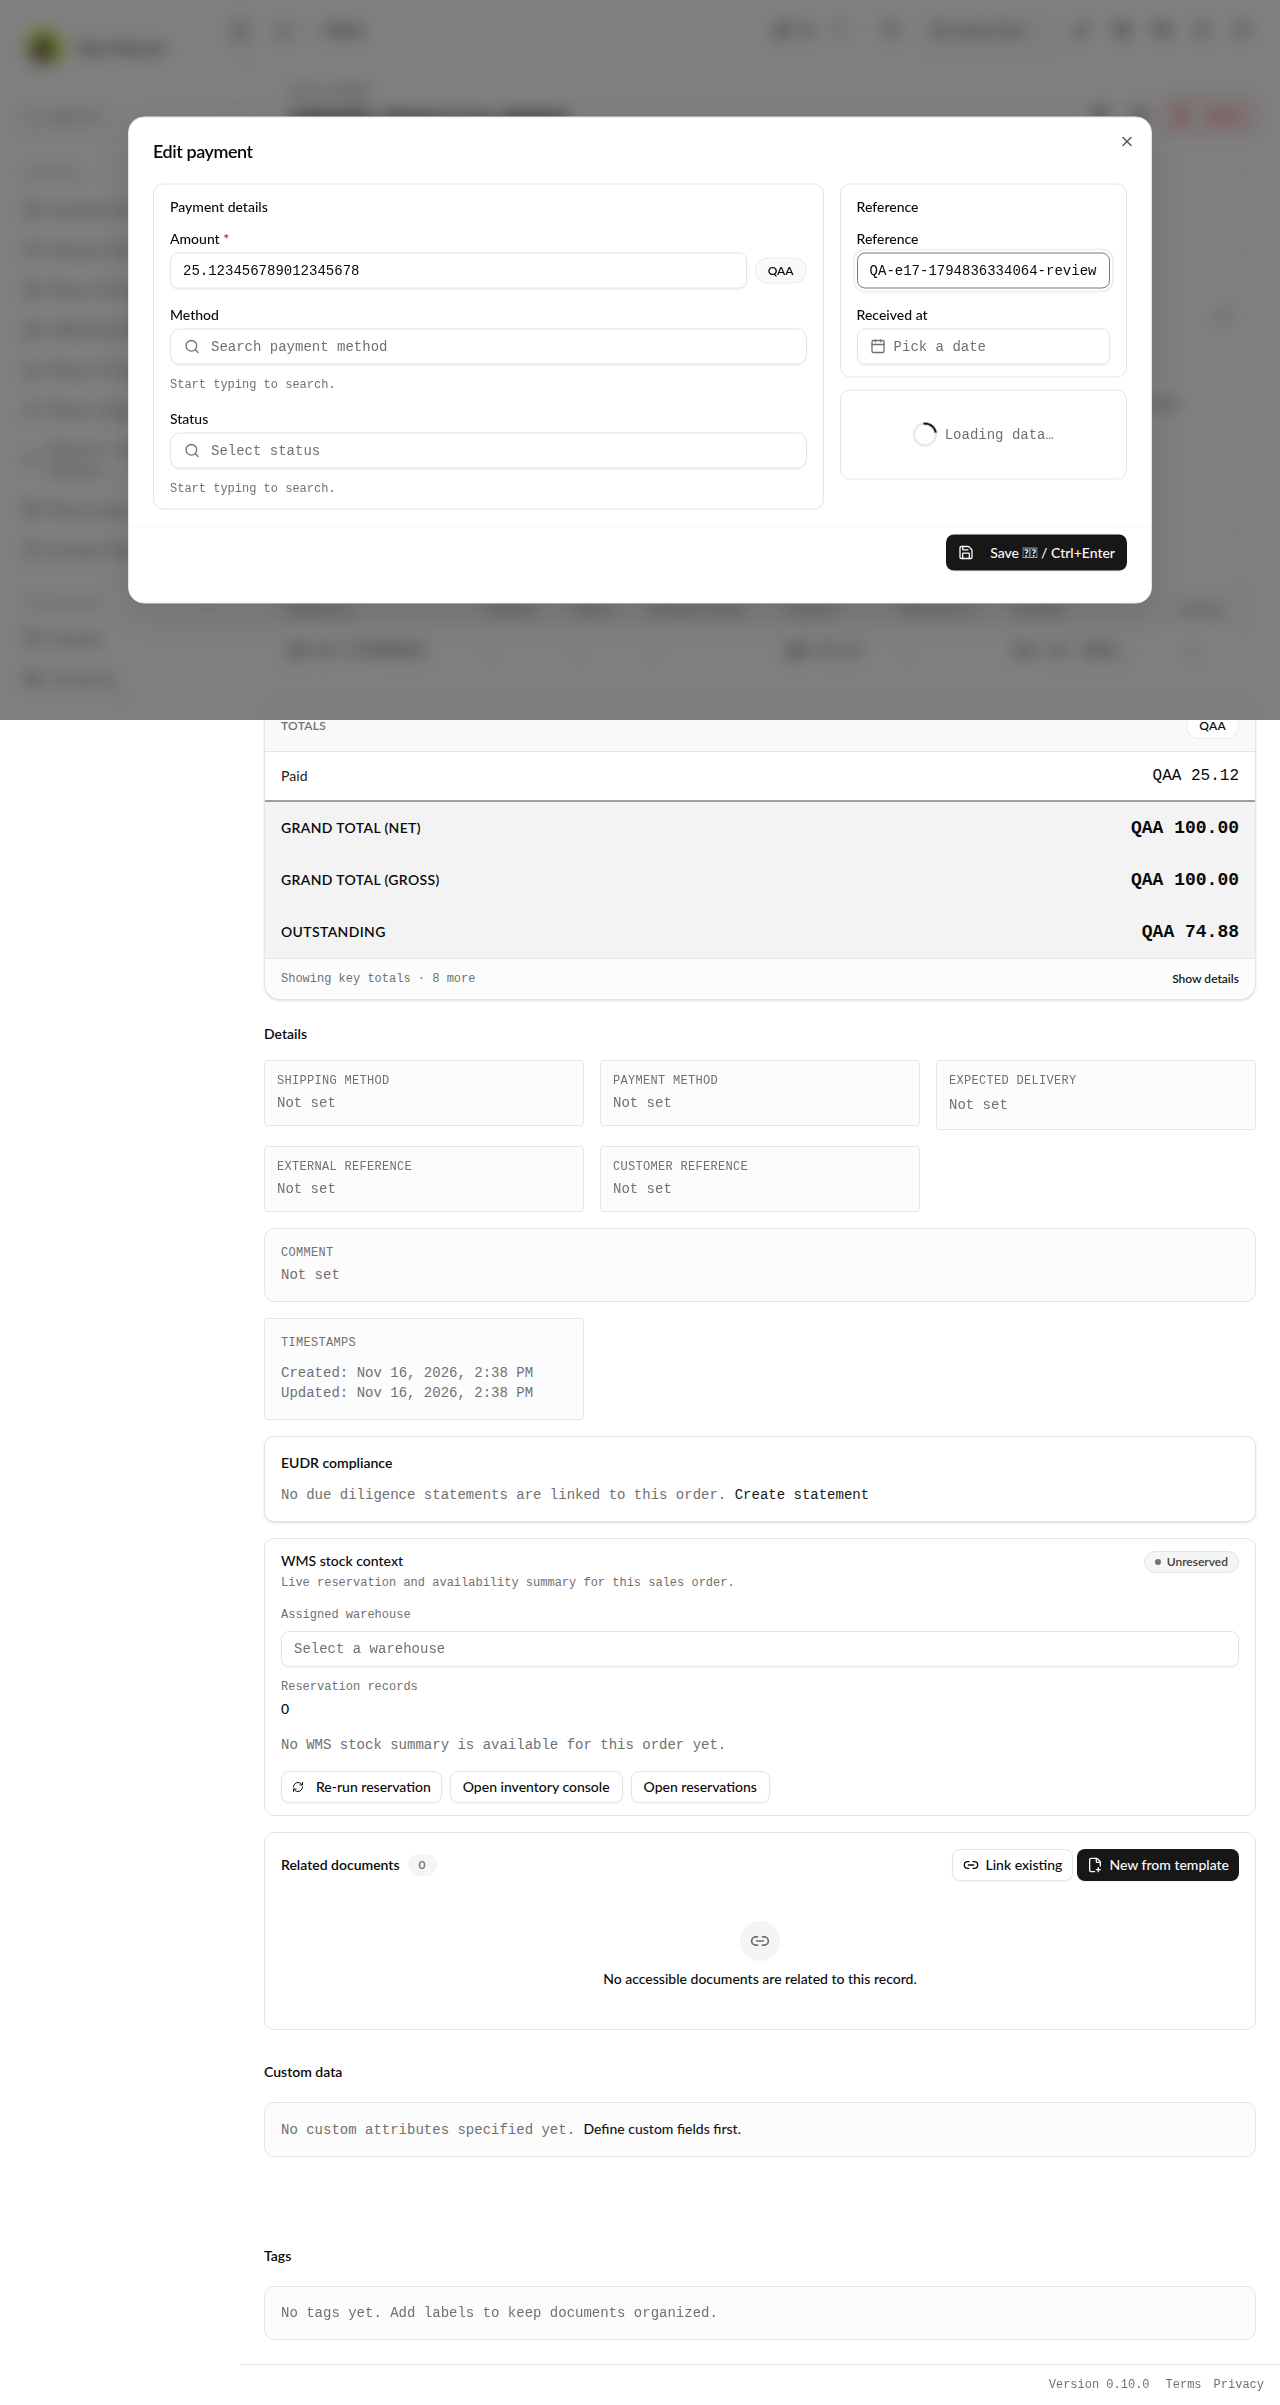 Edit payment
Payment details
Amount *
25.123456789012345678
QAA
Method
Search payment method
Start typing to search.
Status
Select status
Start typing to search.
Reference
Reference
QA-e17-1794836334064-review
Received at
Pick a date
Loading data…
Save / Ctrl+Enter
TOTALS
QAA
Paid
QAA 25.12
GRAND TOTAL (NET)
QAA 100.00
GRAND TOTAL (GROSS)
QAA 100.00
OUTSTANDING
QAA 74.88
Showing key totals · 8 more
Show details
Details
SHIPPING METHOD
Not set
PAYMENT METHOD
Not set
EXPECTED DELIVERY
Not set
EXTERNAL REFERENCE
Not set
CUSTOMER REFERENCE
Not set
COMMENT
Not set
TIMESTAMPS
Created: Nov 16, 2026, 2:38 PM
Updated: Nov 16, 2026, 2:38 PM
EUDR compliance
No due diligence statements are linked to this order. Create statement
WMS stock context
Unreserved
Live reservation and availability summary for this sales order.
Assigned warehouse
Select a warehouse
Reservation records
0
No WMS stock summary is available for this order yet.
Re-run reservation
Open inventory console
Open reservations
Related documents 0
Link existing
New from template
No accessible documents are related to this record.
Custom data
No custom attributes specified yet. Define custom fields first.
Tags
No tags yet. Add labels to keep documents organized.
Version 0.10.0 Terms Privacy